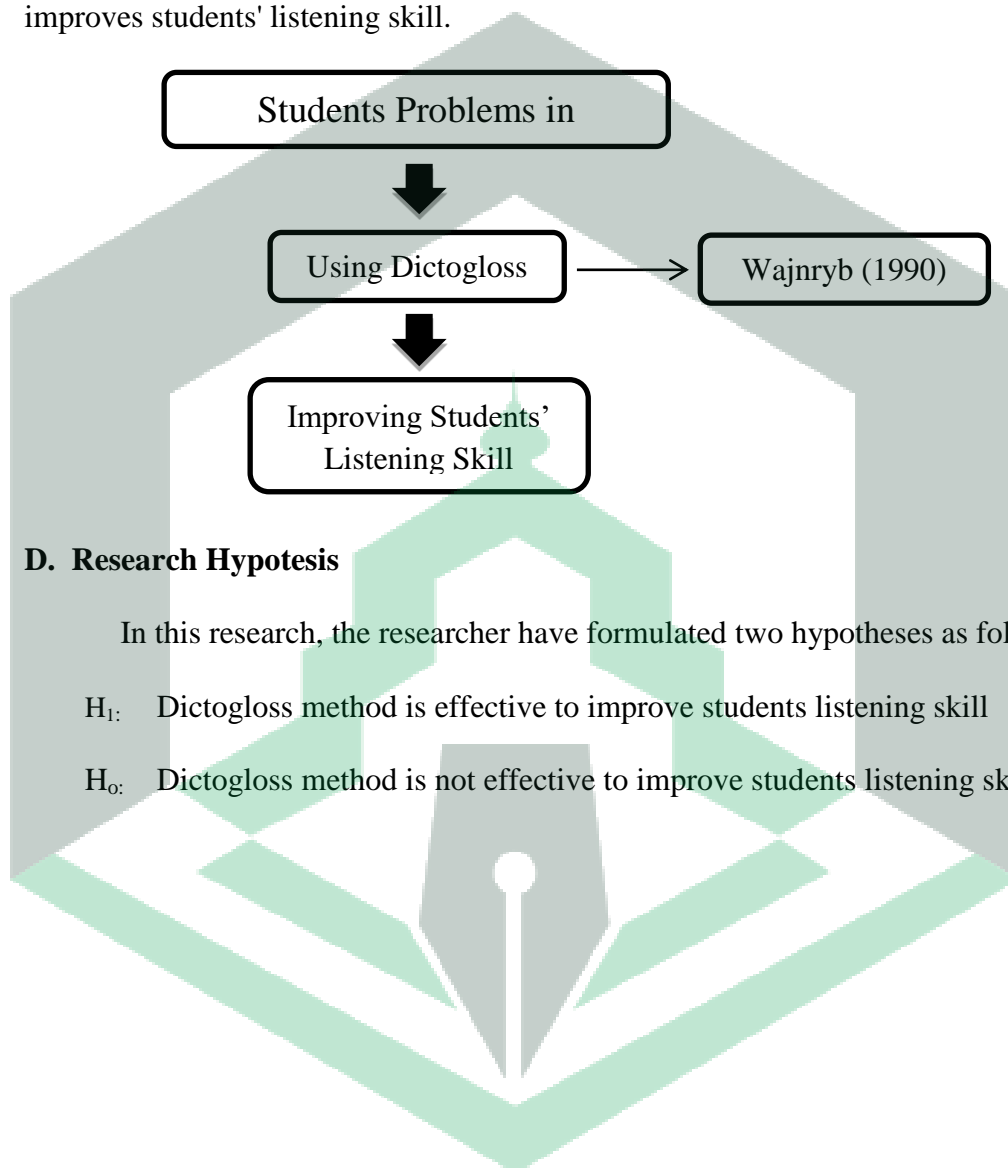 improves students' listening skill.
Students Problems in
Using Dictogloss
Wajnryb (1990)
Improving Students’
Listening Skill
D. Research Hypotesis
In this research, the researcher have formulated two hypotheses as fol
H1: Dictogloss method is effective to improve students listening skill
Ho: Dictogloss method is not effective to improve students listening sk